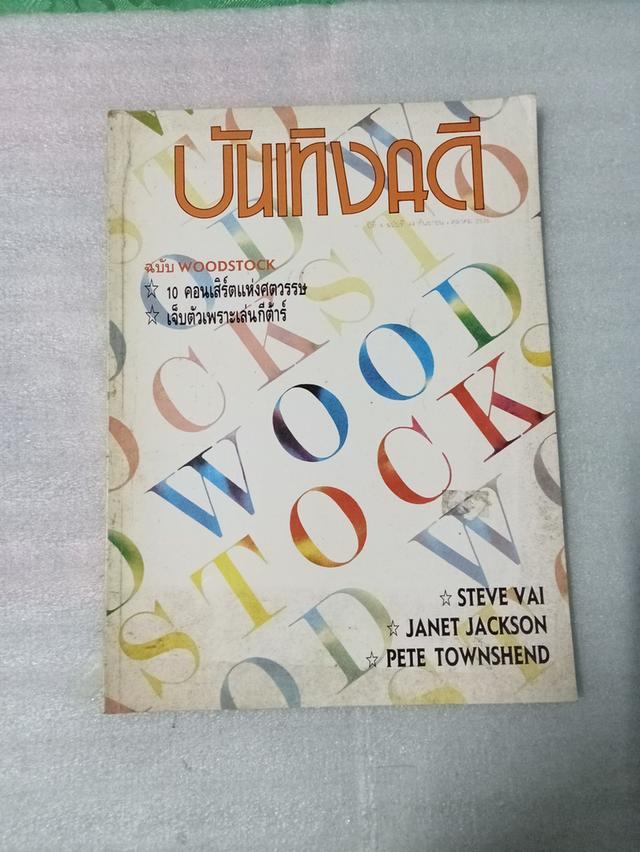 บันเทิงคดี
ฉบับ WOODSTOCK
☆ 10 คอนเสิร์ตแห่งศตวรรษ
☆ เจ็บตัวเพราะเล่นกีต้าร์
WOOD
STOCK
☆ STEVE VAI
☆ JANET JACKSON
☆ PETE TOWNSHEND